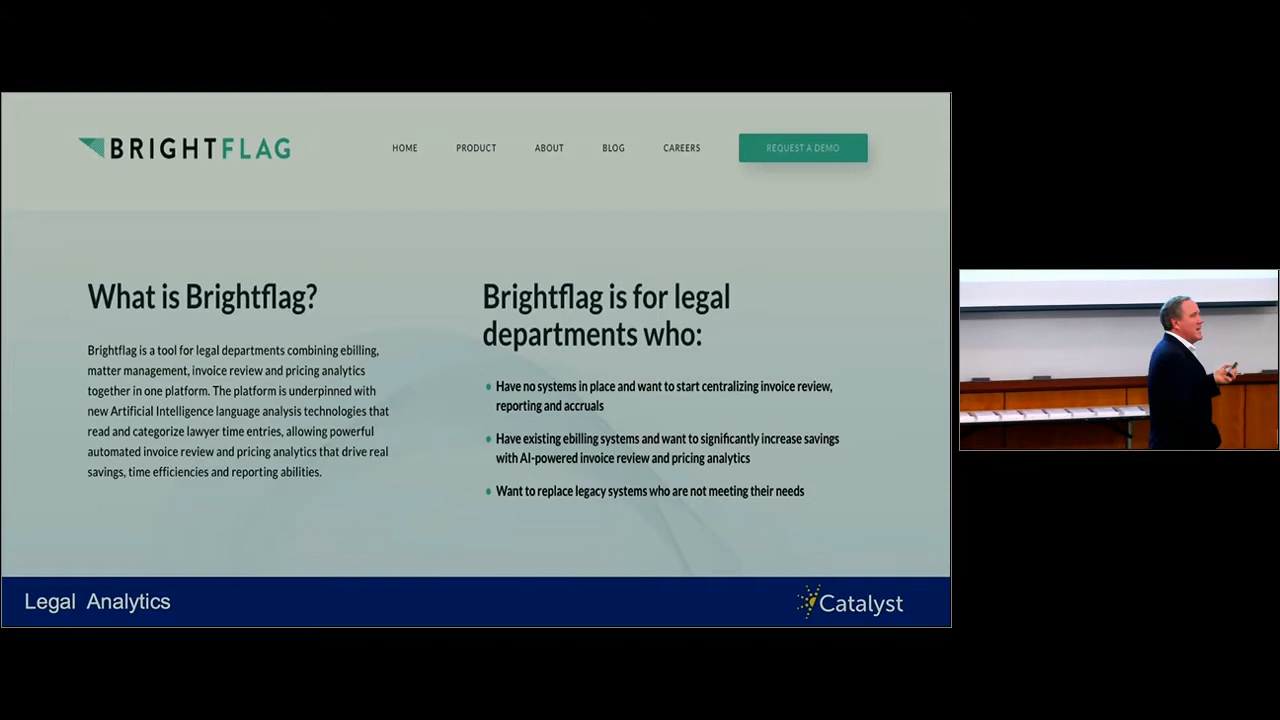 BRIGHTFLAG
HOME PRODUCT ABOUT BLOG CAREERS REQUEST A DEMO
What is Brightflag?
Brightflag is a tool for legal departments combining ebilling,
matter management, invoice review and pricing analytics
together in one platform. The platform is underpinned with
new Artificial Intelligence language analysis technologies that
read and categorize lawyer time entries, allowing powerful
automated invoice review and pricing analytics that drive real
savings, time efficiencies and reporting abilities.
Brightflag is for legal
departments who:
Have no systems in place and want to start centralizing invoice review,
reporting and accruals
Have existing ebilling systems and want to significantly increase savings
with AI-powered invoice review and pricing analytics
Want to replace legacy systems who are not meeting their needs
Legal Analytics
Catalyst